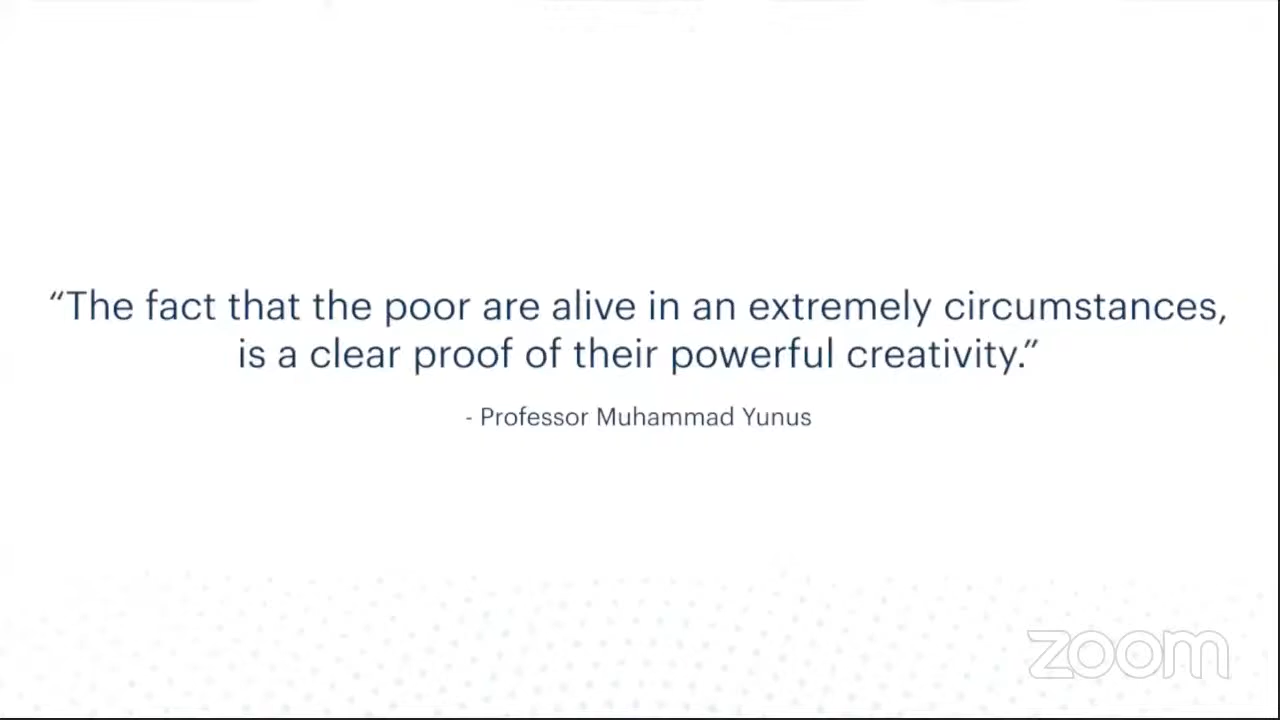 “The fact that the poor are alive in an extremely circumstances,
is a clear proof of their powerful creativity.”
- Professor Muhammad Yunus
zoom